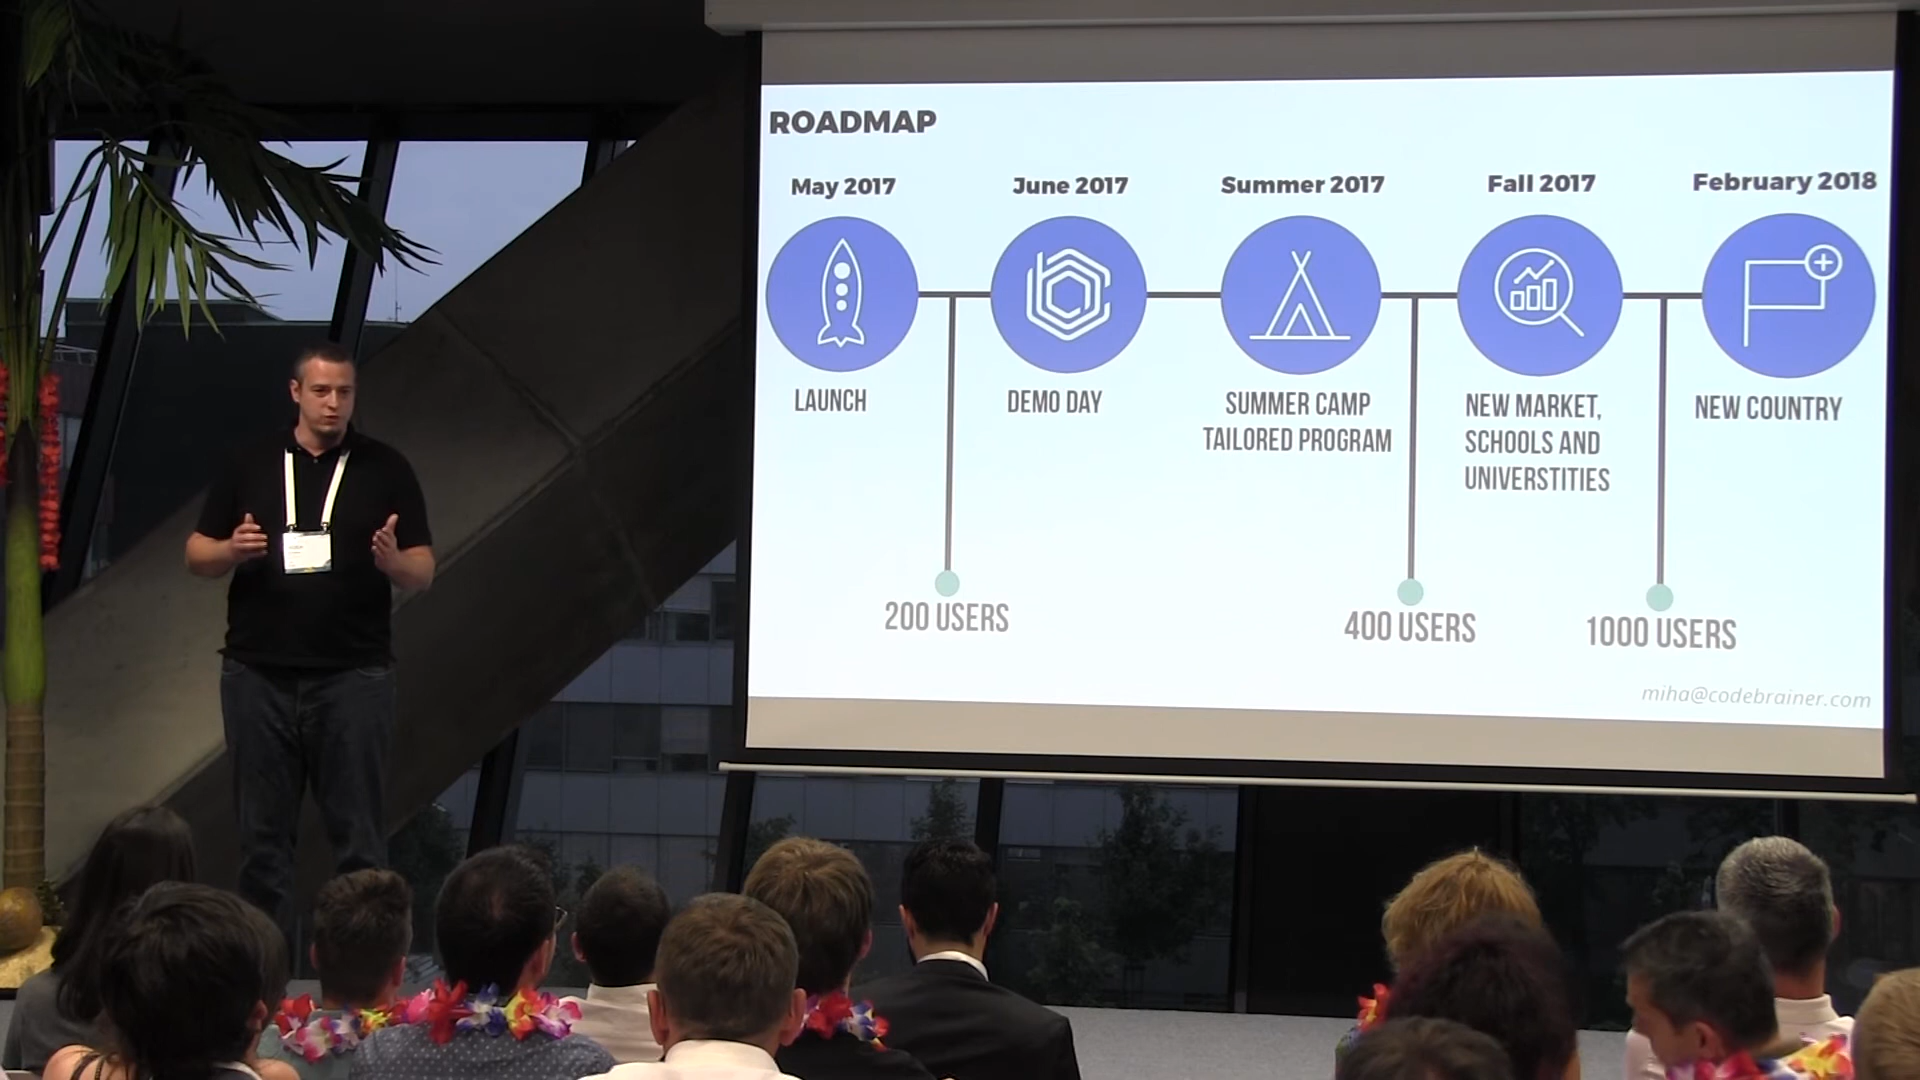 ROADMAP
May 2017
June 2017
Summer 2017
Fall 2017
February 2018
LAUNCH
DEMO DAY
SUMMER CAMP
TAILORED PROGRAM
NEW MARKET,
SCHOOLS AND
UNIVERSTITIES
NEW COUNTRY
200 USERS
400 USERS
1000 USERS
miha@codebrainer.com